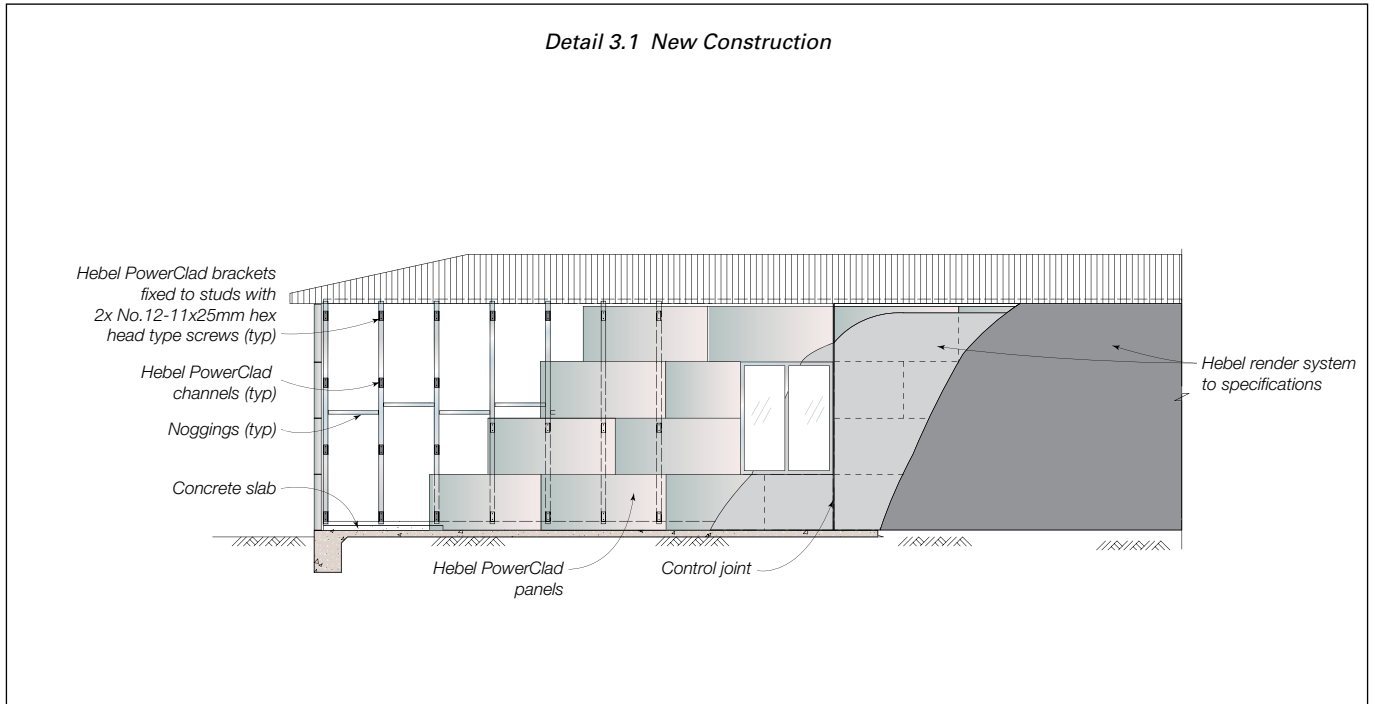 Detail 3.1 New Construction
Hebel PowerClad brackets
fixed to studs with
2x No.12-11x25mm hex
head type screws (typ)
Hebel PowerClad
channels (typ)
Noggings (typ)
Concrete slab
Hebel PowerClad
panels
Control joint
Hebel render system
to specifications